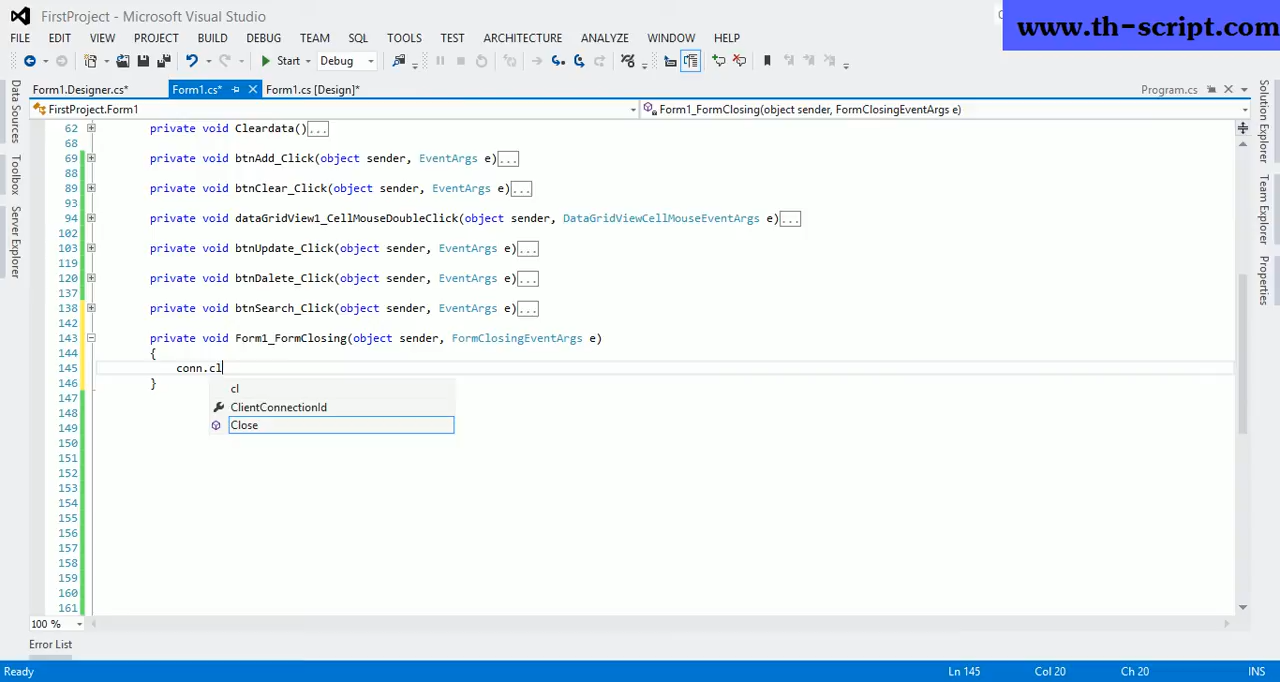 FirstProject - Microsoft Visual Studio
www.th-script.com
FILE EDIT VIEW PROJECT BUILD DEBUG TEAM SQL TOOLS TEST ARCHITECTURE ANALYZE WINDOW HELP
Start Debug
Form1.Designer.cs* Form1.cs* Form1.cs [Design]* Program.cs
FirstProject.Form1 Form1_FormClosing(object sender, FormClosingEventArgs e)
Data Sources
Toolbox
Server Explorer
62 private void Cleardata()...
68
69 private void btnAdd_Click(object sender, EventArgs e)...
88
89 private void btnClear_Click(object sender, EventArgs e)...
93
94 private void dataGridView1_CellMouseDoubleClick(object sender, DataGridViewCellMouseEventArgs e)...
102
103 private void btnUpdate_Click(object sender, EventArgs e)...
119
120 private void btnDalete_Click(object sender, EventArgs e)...
137
138 private void btnSearch_Click(object sender, EventArgs e)...
142
143 private void Form1_FormClosing(object sender, FormClosingEventArgs e)
144 {
145 conn.cl
146 }
cl
ClientConnectionId
Close
147
148
149
150
151
152
153
154
155
156
157
158
159
160
161
Solution Explorer
Team Explorer
Properties
100 %
Error List
Ready Ln 145 Col 20 Ch 20 INS